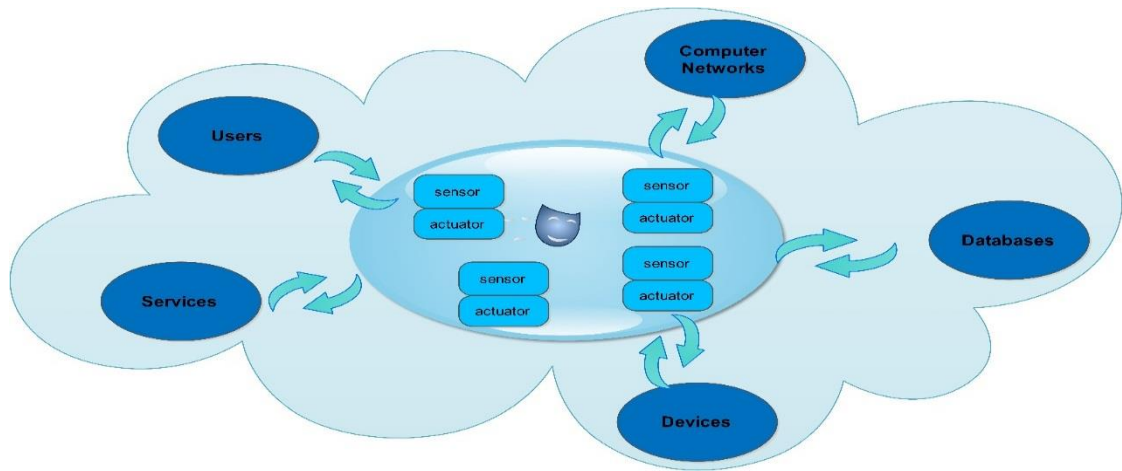 Computer
Networks
Users
sensor
actuator
sensor
actuator
Databases
sensor
actuator
sensor
actuator
Services
Devices